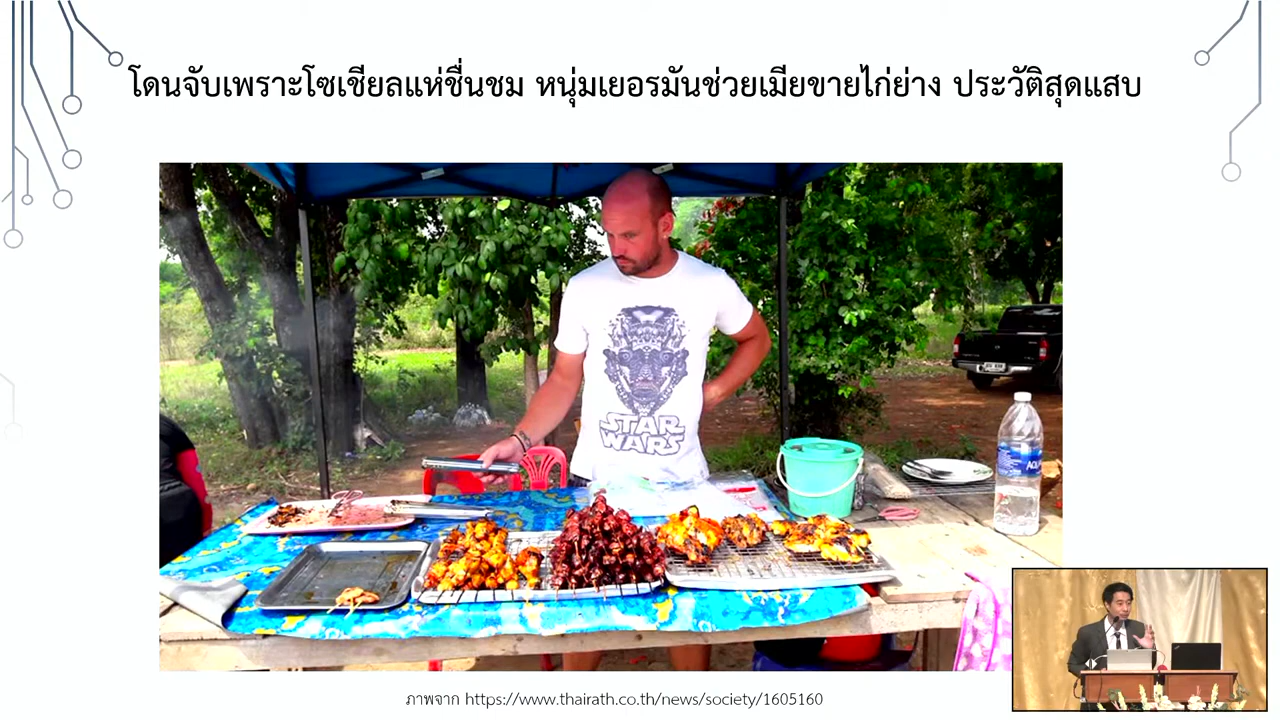 โดนจับเพราะโซเชียลแห่ชื่นชม หนุ่มเยอรมันช่วยเมียขายไก่ย่าง ประวัติสุดแสบ
STAR
WARS
ภาพจาก https://www.thairath.co.th/news/society/1605160